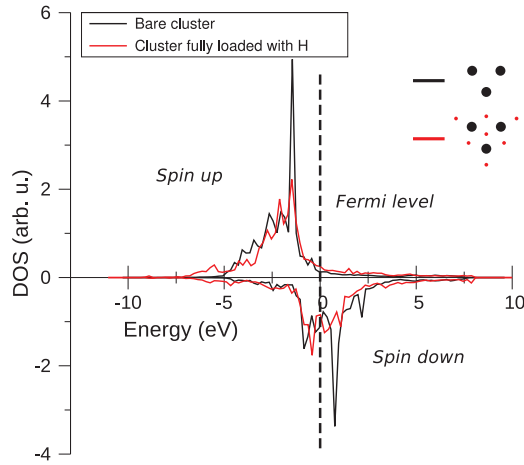 Bare cluster
Cluster fully loaded with H
6
4
2
0
-2
-4
DOS (arb. u.)
Spin up
Fermi level
-10
-5
0
5
10
Energy (eV)
Spin down